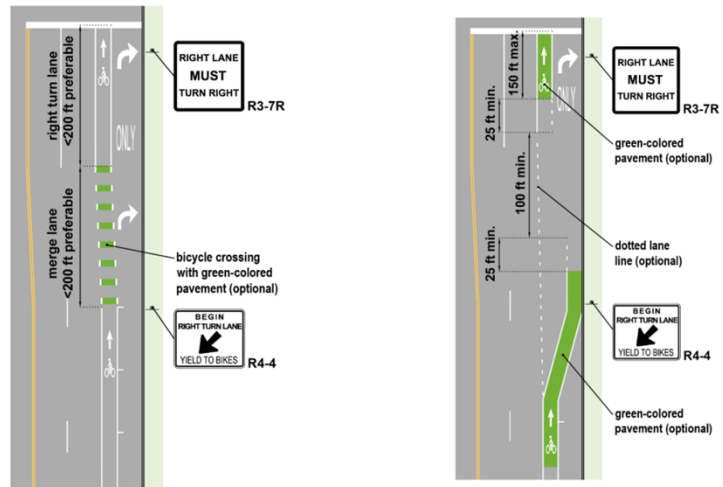 right turn lane
<200 ft preferable
merge lane
<200 ft preferable
ONLY
RIGHT LANE
MUST
TURN RIGHT
R3-7R
bicycle crossing
with green-colored
pavement (optional)
BEGIN
RIGHT TURN LANE
YIELD TO BIKES
R4-4
150 ft max.
25 ft min.
100 ft min.
25 ft min.
ONLY
RIGHT LANE
MUST
TURN RIGHT
R3-7R
green-colored
pavement (optional)
dotted lane
line (optional)
BEGIN
RIGHT TURN LANE
YIELD TO BIKES
R4-4
green-colored
pavement (optional)